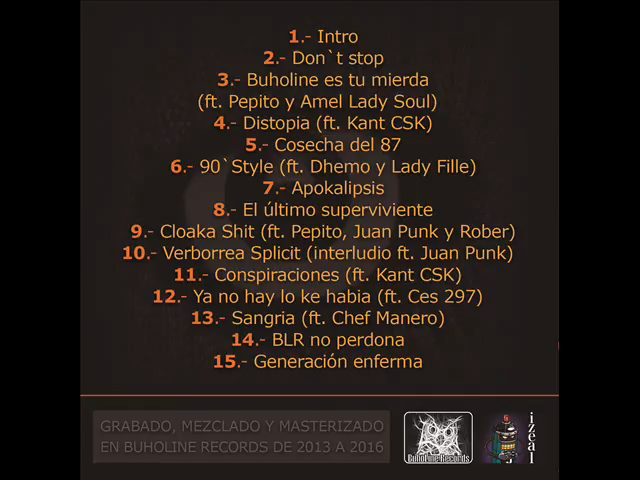 1.- Intro
2.- Don`t stop
3.- Buholine es tu mierda
(ft. Pepito y Amel Lady Soul)
4.- Distopia (ft. Kant CSK)
5.- Cosecha del 87
6.- 90`Style (ft. Dhemo y Lady Fille)
7.- Apokalipsis
8.- El último superviviente
9.- Cloaka Shit (ft. Pepito, Juan Punk y Rober)
10.- Verborrea Splicit (interludio ft. Juan Punk)
11.- Conspiraciones (ft. Kant CSK)
12.- Ya no hay lo ke habia (ft. Ces 297)
13.- Sangria (ft. Chef Manero)
14.- BLR no perdona
15.- Generación enferma
GRABADO, MEZCLADO Y MASTERIZADO
EN BUHOLINE RECORDS DE 2013 A 2016
BuhoLine Records
izeal